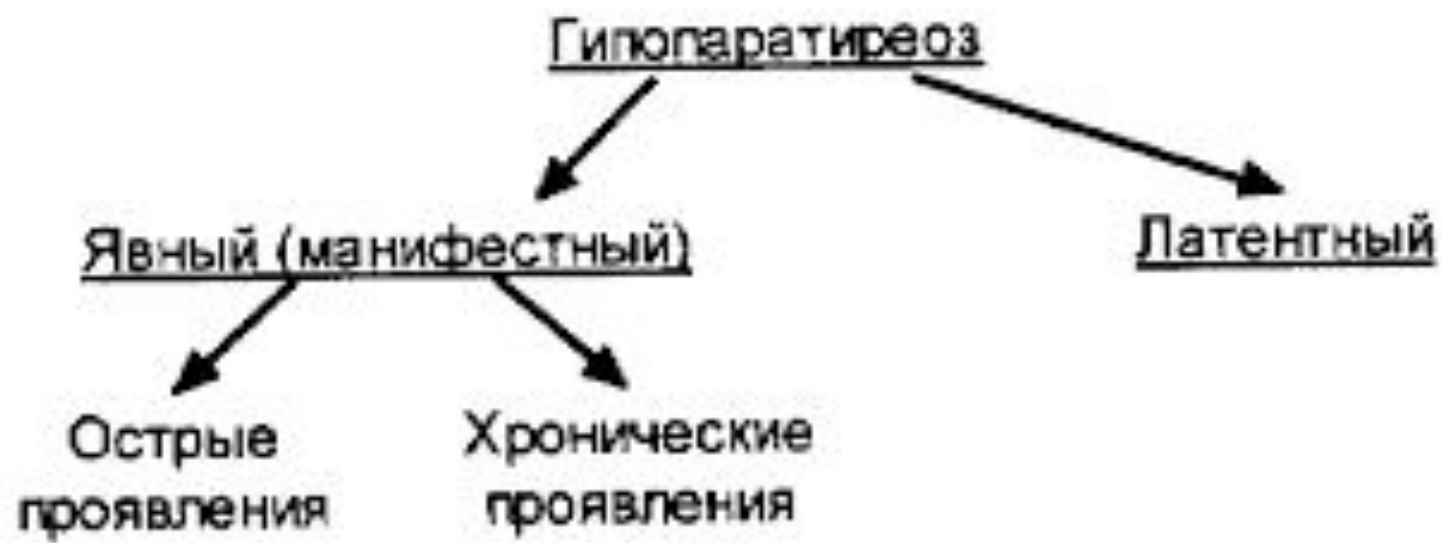 Гипопаратиреоз
Явный (манифестный)
Латентный
Острые
проявления
Хронические
проявления